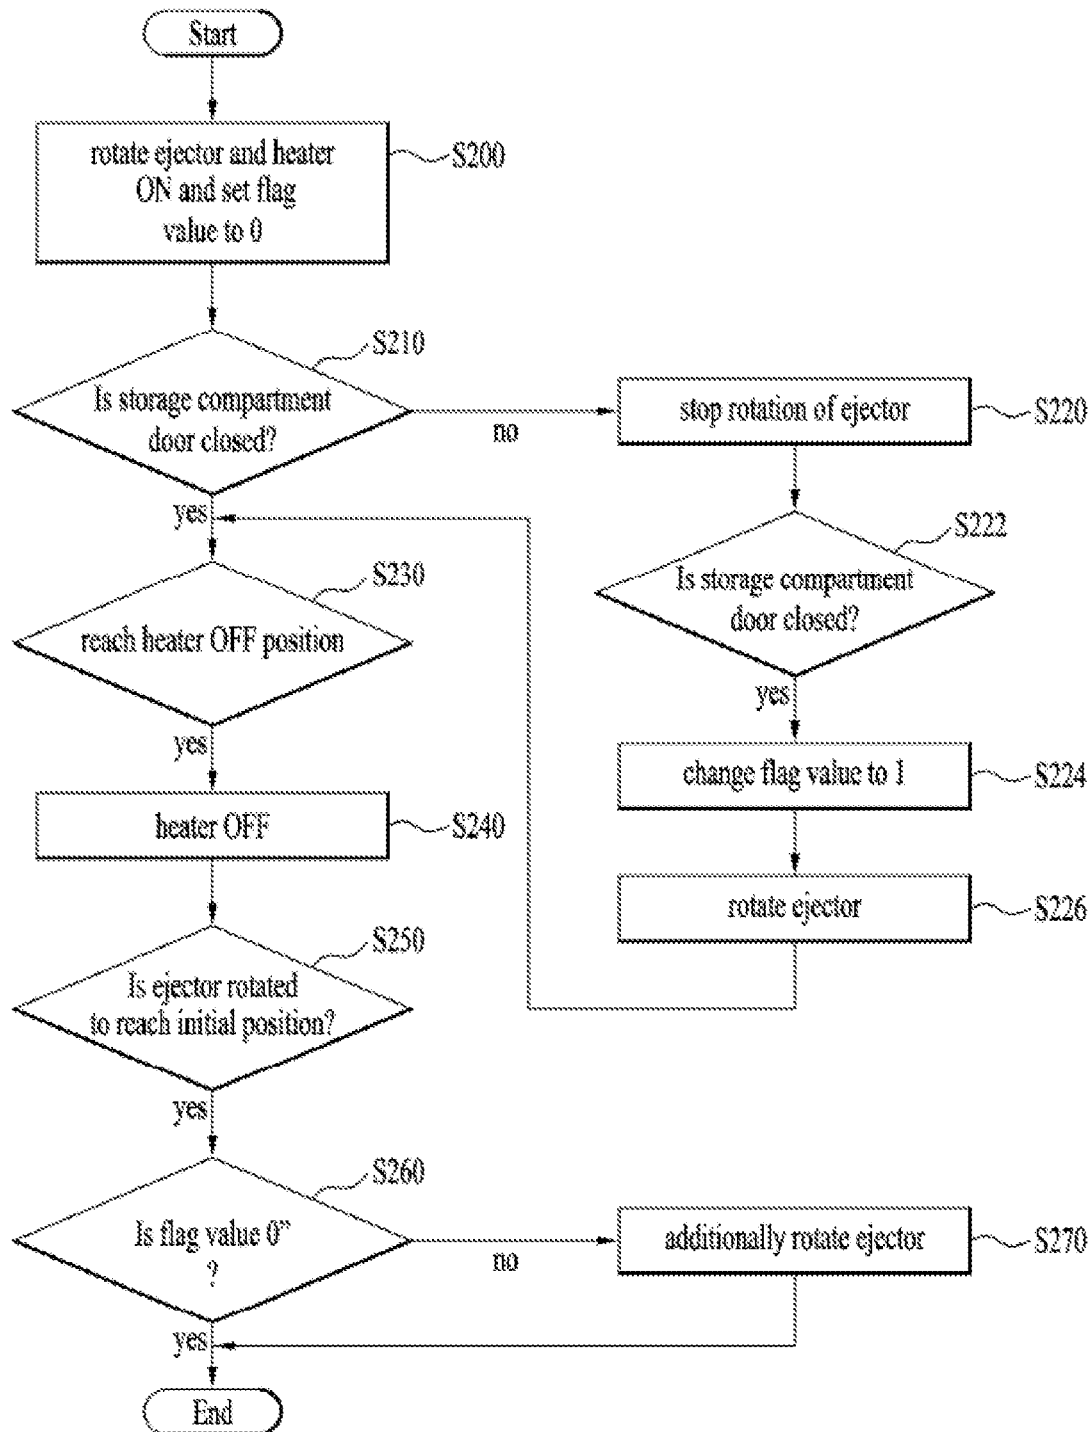 Start
rotate ejector and heater
ON and set flag
value to 0
S200
S210
Is storage compartment
door closed?
no
stop rotation of ejector
S220
yes
S222
Is storage compartment
door closed?
S230
reach heater OFF position
yes
yes
change flag value to 1
S224
heater OFF
S240
rotate ejector
S226
S250
Is ejector rotated
to reach initial position?
yes
S260
Is flag value 0"
?
no
additionally rotate ejector
S270
yes
End